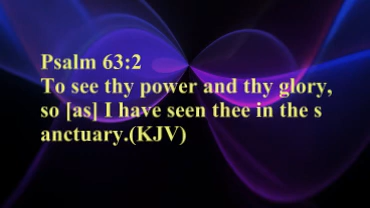 Psalm 63:2
To see thy power and thy glory,
so [as] I have seen thee in the s
anctuary.(KJV)